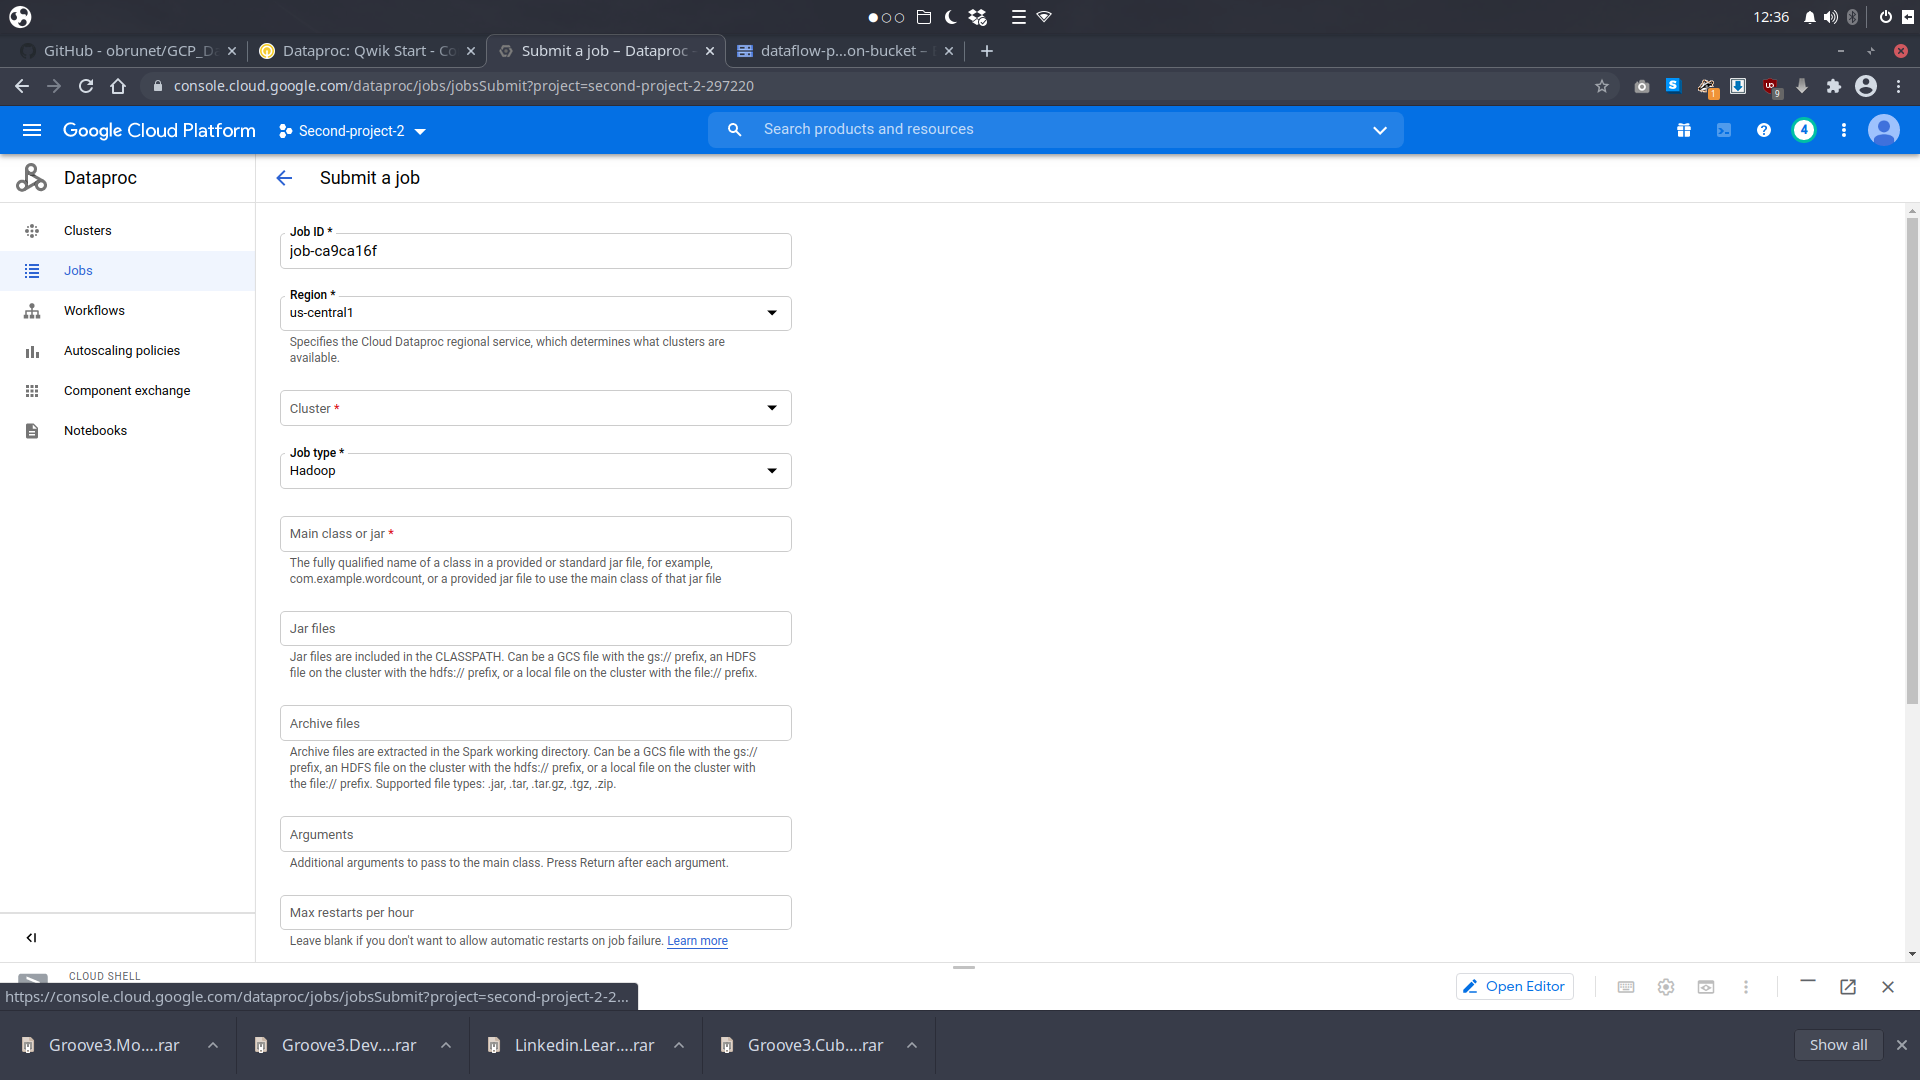 12:36
GitHub - obrunet/GCP_Da
Dataproc: Qwik Start - Co
Submit a job – Dataproc -
dataflow-p...on-bucket –
console.cloud.google.com/dataproc/jobs/jobsSubmit?project=second-project-2-297220
S
1
UD
9
Google Cloud Platform
Second-project-2
Search products and resources
4
Dataproc
Submit a job
Clusters
Jobs
Workflows
Autoscaling policies
Component exchange
Notebooks
Job ID *
job-ca9ca16f
Region *
us-central1
Specifies the Cloud Dataproc regional service, which determines what clusters are
available.
Cluster *
Job type *
Hadoop
Main class or jar *
The fully qualified name of a class in a provided or standard jar file, for example,
com.example.wordcount, or a provided jar file to use the main class of that jar file
Jar files
Jar files are included in the CLASSPATH. Can be a GCS file with the gs:// prefix, an HDFS
file on the cluster with the hdfs:// prefix, or a local file on the cluster with the file:// prefix.
Archive files
Archive files are extracted in the Spark working directory. Can be a GCS file with the gs://
prefix, an HDFS file on the cluster with the hdfs:// prefix, or a local file on the cluster with
the file:// prefix. Supported file types: .jar, .tar, .tar.gz, .tgz, .zip.
Arguments
Additional arguments to pass to the main class. Press Return after each argument.
Max restarts per hour
Leave blank if you don't want to allow automatic restarts on job failure. Learn more
CLOUD SHELL
Open Editor
https://console.cloud.google.com/dataproc/jobs/jobsSubmit?project=second-project-2-2...
Groove3.Mo....rar
Groove3.Dev....rar
Linkedin.Lear....rar
Groove3.Cub....rar
Show all